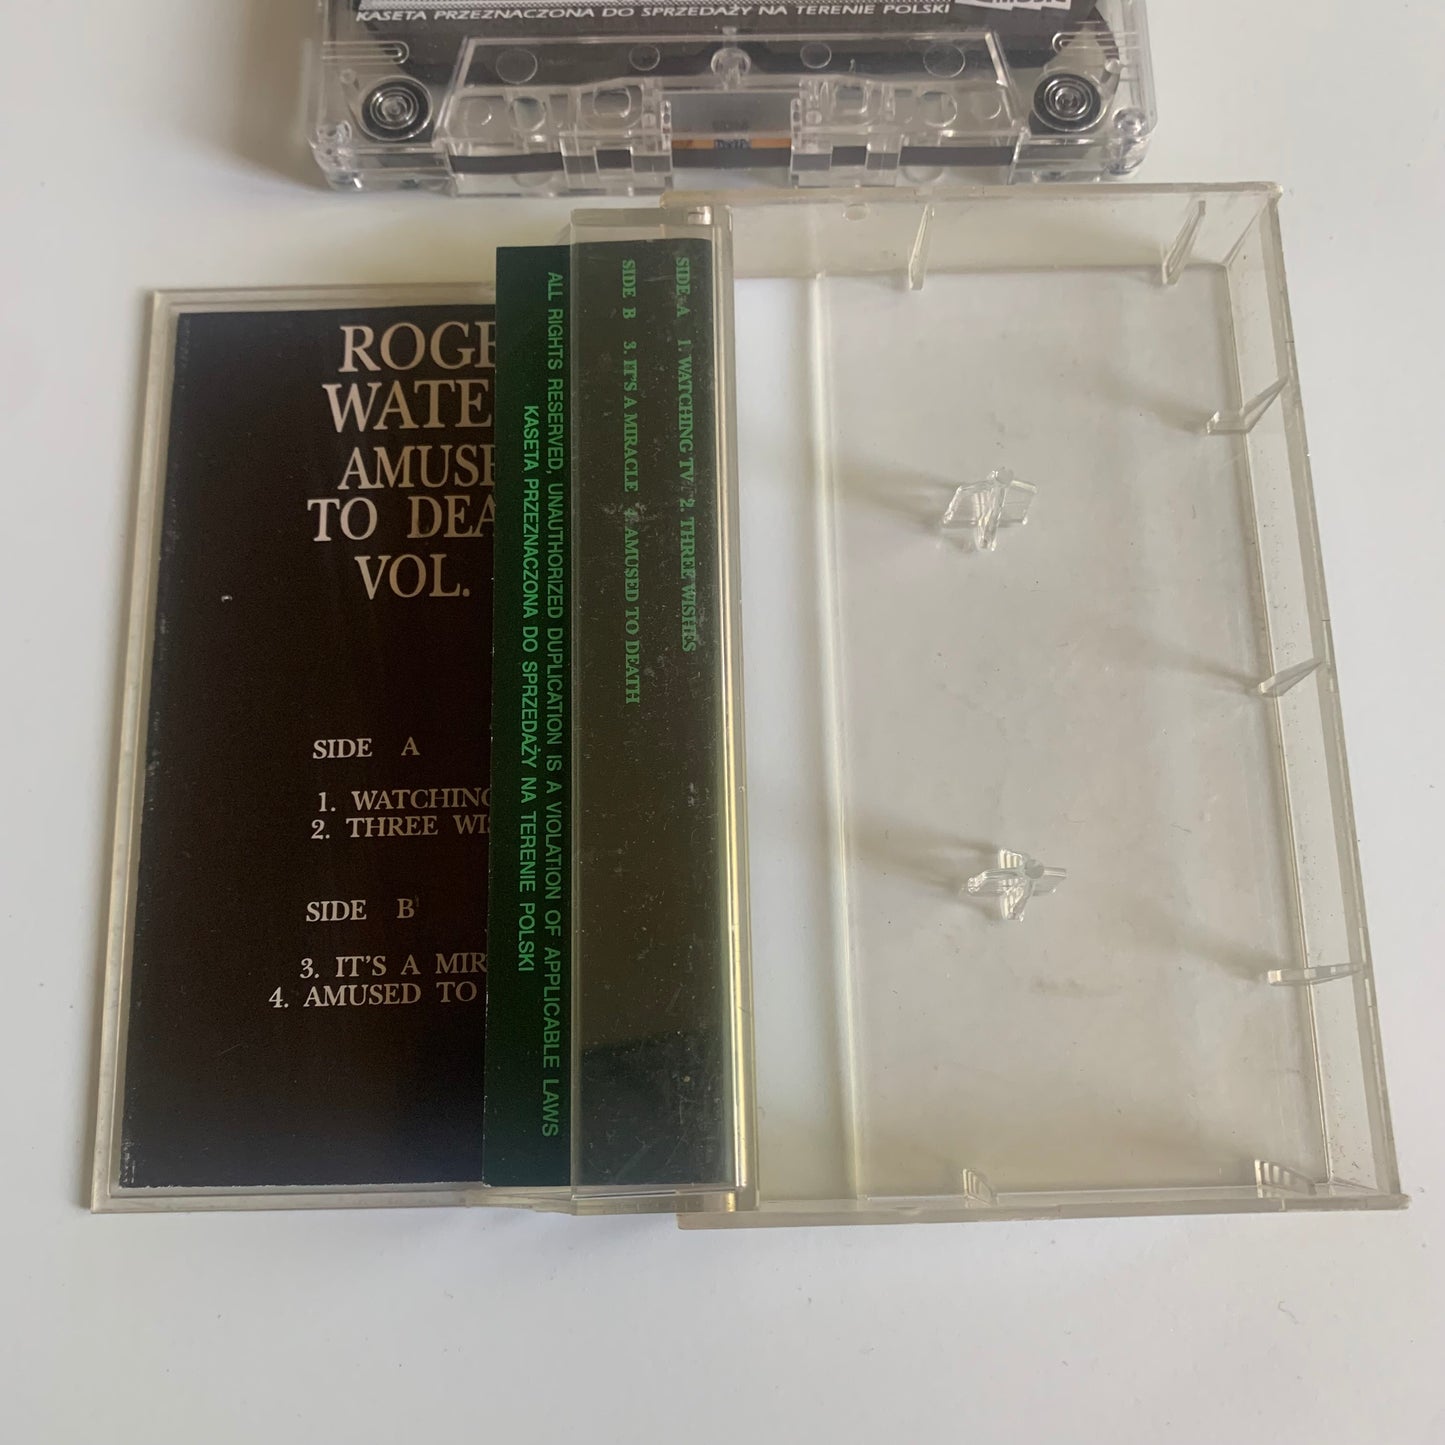 KASETA PRZEZNACZONA DO SPRZEDAŻY NA TERENIE POLSKI
ROGE
WATE
AMUSE
TO DEA
VOL.
SIDE A
1. WATCHING
2. THREE WIS
SIDE B
3. IT'S A MIR
4. AMUSED TO
SIDE A 1. WATCHING TV 2. THREE WISHES
SIDE B 3. IT'S A MIRACLE 4. AMUSED TO DEATH
ALL RIGHTS RESERVED, UNAUTHORIZED DUPLICATION IS A VIOLATION OF APPLICABLE LAWS
KASETA PRZEZNACZONA DO SPRZEDAŻY NA TERENIE POLSKI